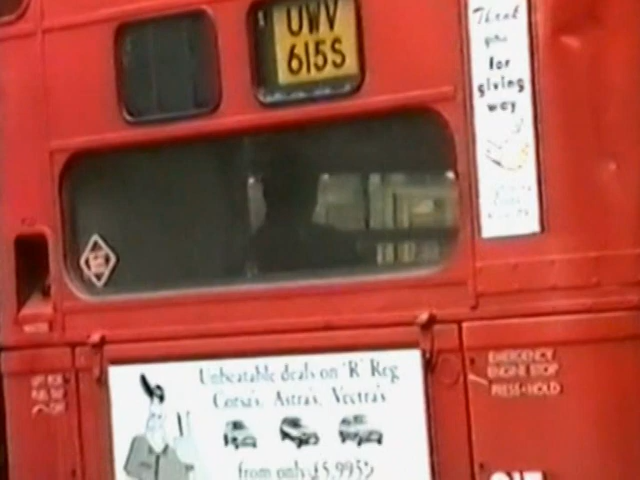 UWV
615S
Thank
you
for
giving
way
Unbeatable deals on 'R' Reg
Corsa's, Astra's, Vectra's
from only £5,995
EMERGENCY
ENGINE STOP
PRESS-HOLD